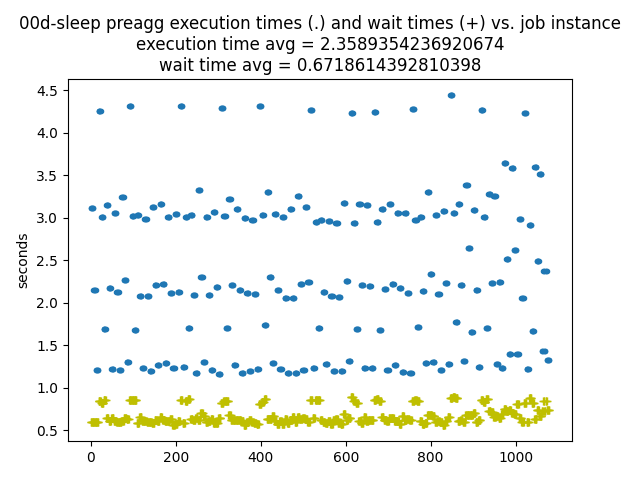 00d-sleep preagg execution times (.) and wait times (+) vs. job instance
execution time avg = 2.3589354236920674
wait time avg = 0.6718614392810398
4.5
4.0
3.5
3.0
seconds
2.5
2.0
1.5
1.0
0.5
0 200 400 600 800 1000